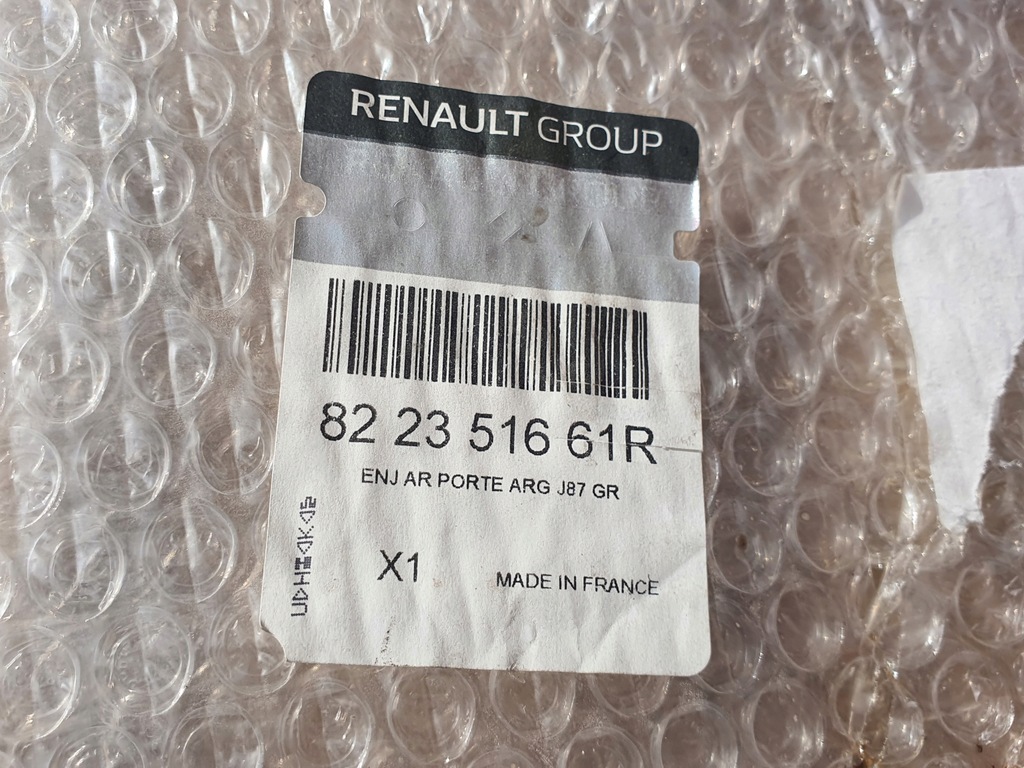 RENAULT GROUP
82 23 516 61R
ENJ AR PORTE ARG J87 GR
X1
MADE IN FRANCE